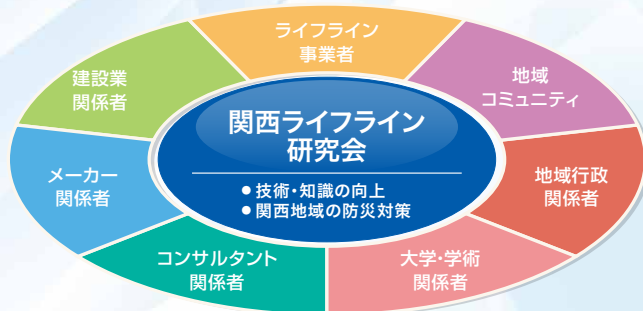 ライフライン
事業者
建設業
関係者
地域
コミュニティ
関西ライフライン
研究会
● 技術・知識の向上
● 関西地域の防災対策
メーカー
関係者
地域行政
関係者
コンサルタント
関係者
大学・学術
関係者